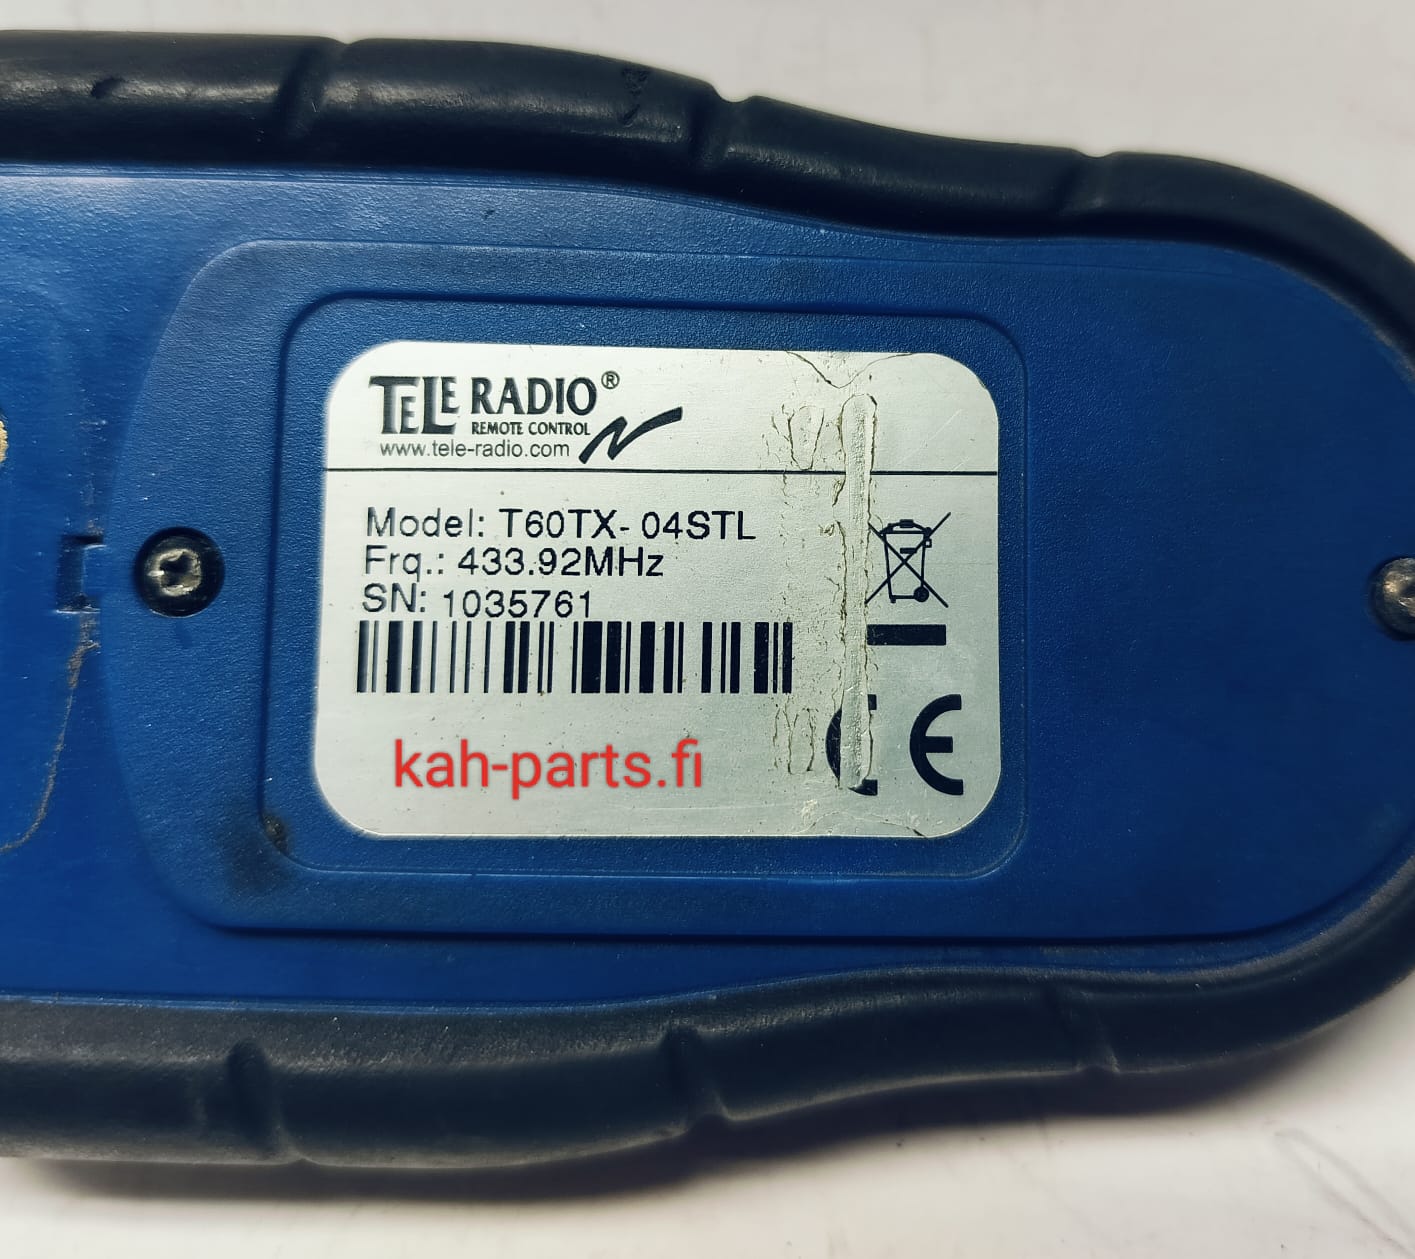 TELE RADIO®
REMOTE CONTROL
www.tele-radio.com
Model: T60TX- 04STL
Frq.: 433.92MHz
SN: 1035761
kah-parts.fi
CE